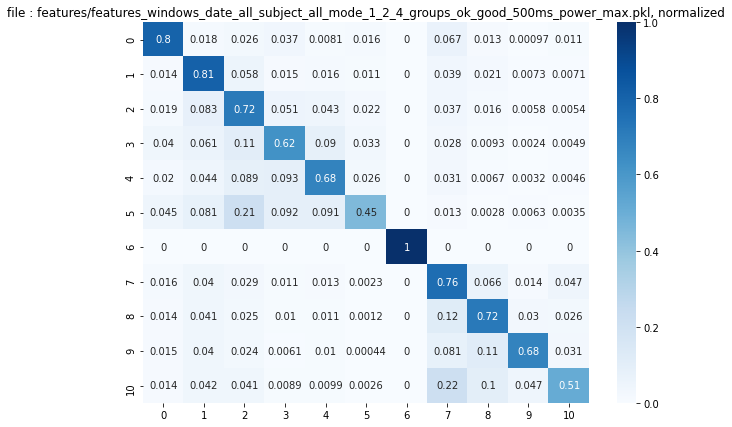 file : features/features_windows_date_all_subject_all_mode_1_2_4_groups_ok_good_500ms_power_max.pkl, normalized
0 0.8 0.018 0.026 0.037 0.0081 0.016 0 0.067 0.013 0.00097 0.011
1 0.014 0.81 0.058 0.015 0.016 0.011 0 0.039 0.021 0.0073 0.0071
2 0.019 0.083 0.72 0.051 0.043 0.022 0 0.037 0.016 0.0058 0.0054
3 0.04 0.061 0.11 0.62 0.09 0.033 0 0.028 0.0093 0.0024 0.0049
4 0.02 0.044 0.089 0.093 0.68 0.026 0 0.031 0.0067 0.0032 0.0046
5 0.045 0.081 0.21 0.092 0.091 0.45 0 0.013 0.0028 0.0063 0.0035
6 0 0 0 0 0 0 1 0 0 0 0
7 0.016 0.04 0.029 0.011 0.013 0.0023 0 0.76 0.066 0.014 0.047
8 0.014 0.041 0.025 0.01 0.011 0.0012 0 0.12 0.72 0.03 0.026
9 0.015 0.04 0.024 0.0061 0.01 0.00044 0 0.081 0.11 0.68 0.031
10 0.014 0.042 0.041 0.0089 0.0099 0.0026 0 0.22 0.1 0.047 0.51
0 1 2 3 4 5 6 7 8 9 10
1.0
0.8
0.6
0.4
0.2
0.0